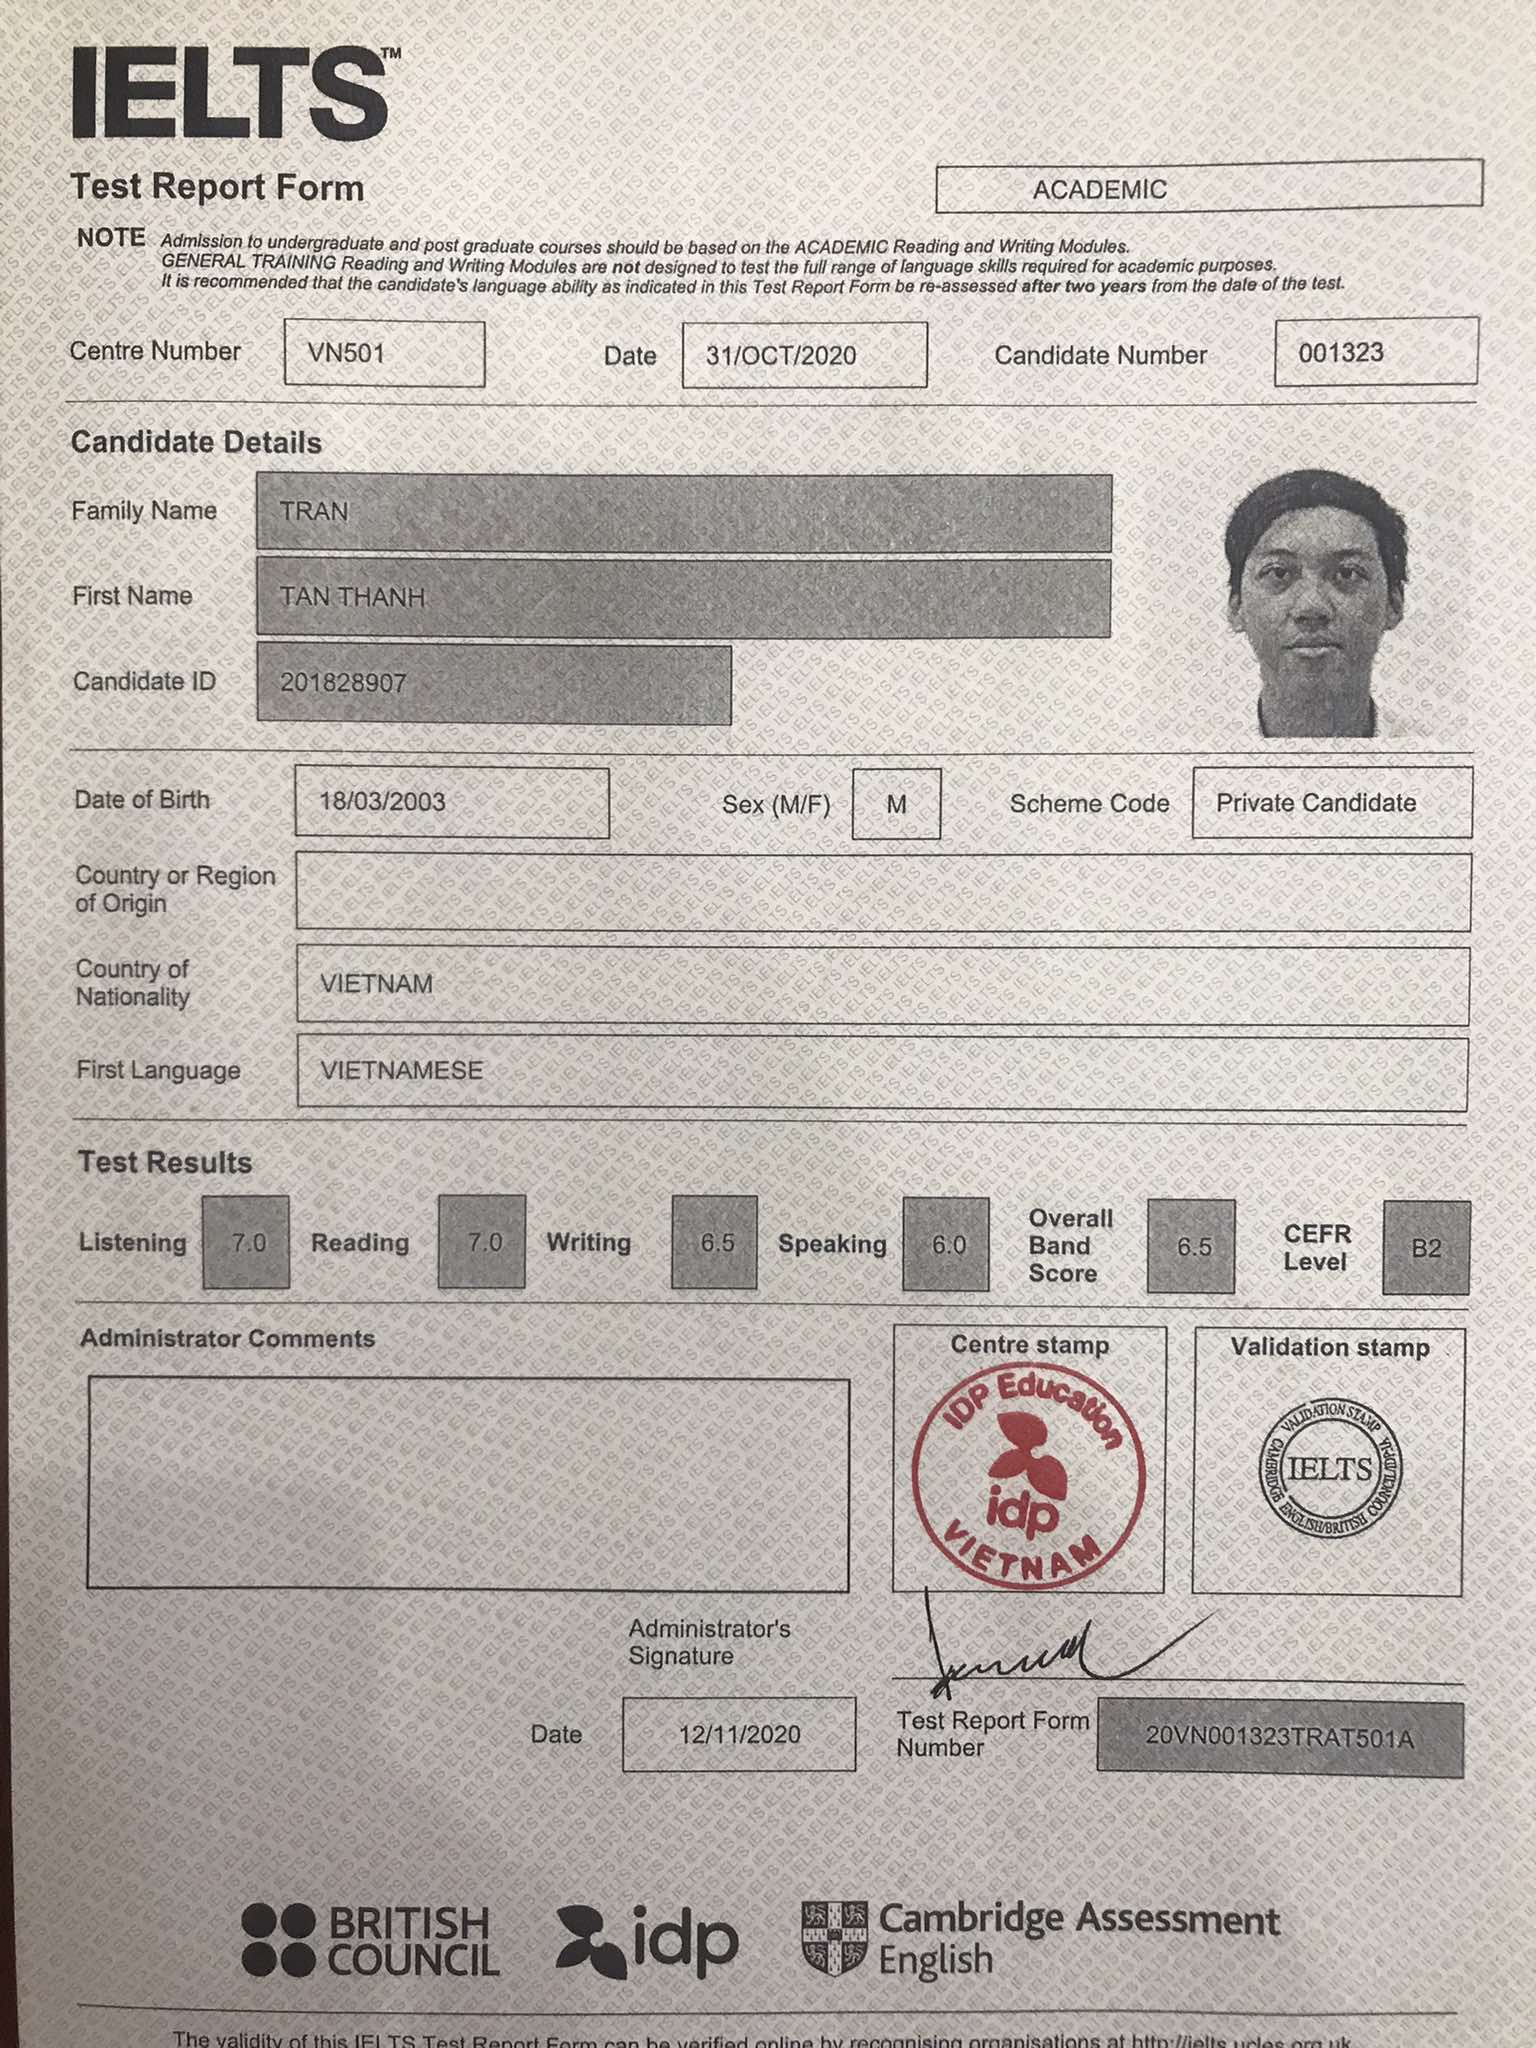 IELTS™
Test Report Form
ACADEMIC
NOTE Admission to undergraduate and post graduate courses should be based on the ACADEMIC Reading and Writing Modules.
GENERAL TRAINING Reading and Writing Modules are not designed to test the full range of language skills required for academic purposes.
It is recommended that the candidate's language ability as indicated in this Test Report Form be re-assessed after two years from the date of the test.
Centre Number VN501 Date 31/OCT/2020 Candidate Number 001323
Candidate Details
Family Name TRAN
First Name TAN THANH
Candidate ID 201828907
Date of Birth 18/03/2003 Sex (M/F) M Scheme Code Private Candidate
Country or Region
of Origin
Country of
Nationality
VIETNAM
First Language VIETNAMESE
Test Results
Listening 7.0 Reading 7.0 Writing 6.5 Speaking 6.0 Overall Band Score 6.5 CEFR Level B2
Administrator Comments
Centre stamp
IDP Education
idp
VIETNAM
Validation stamp
VALIDATION STAMP
IELTS
CAMBRIDGE ENGLISH/BRITISH COUNCIL/IDP:IA
Administrator's
Signature
Date 12/11/2020
Test Report Form
Number
20VN001323TRAT501A
BRITISH
COUNCIL
idp
Cambridge Assessment
English
The validity of this IELTS Test Report Form can be verified online by recognising organisations at http://ielts.ucles.org.uk